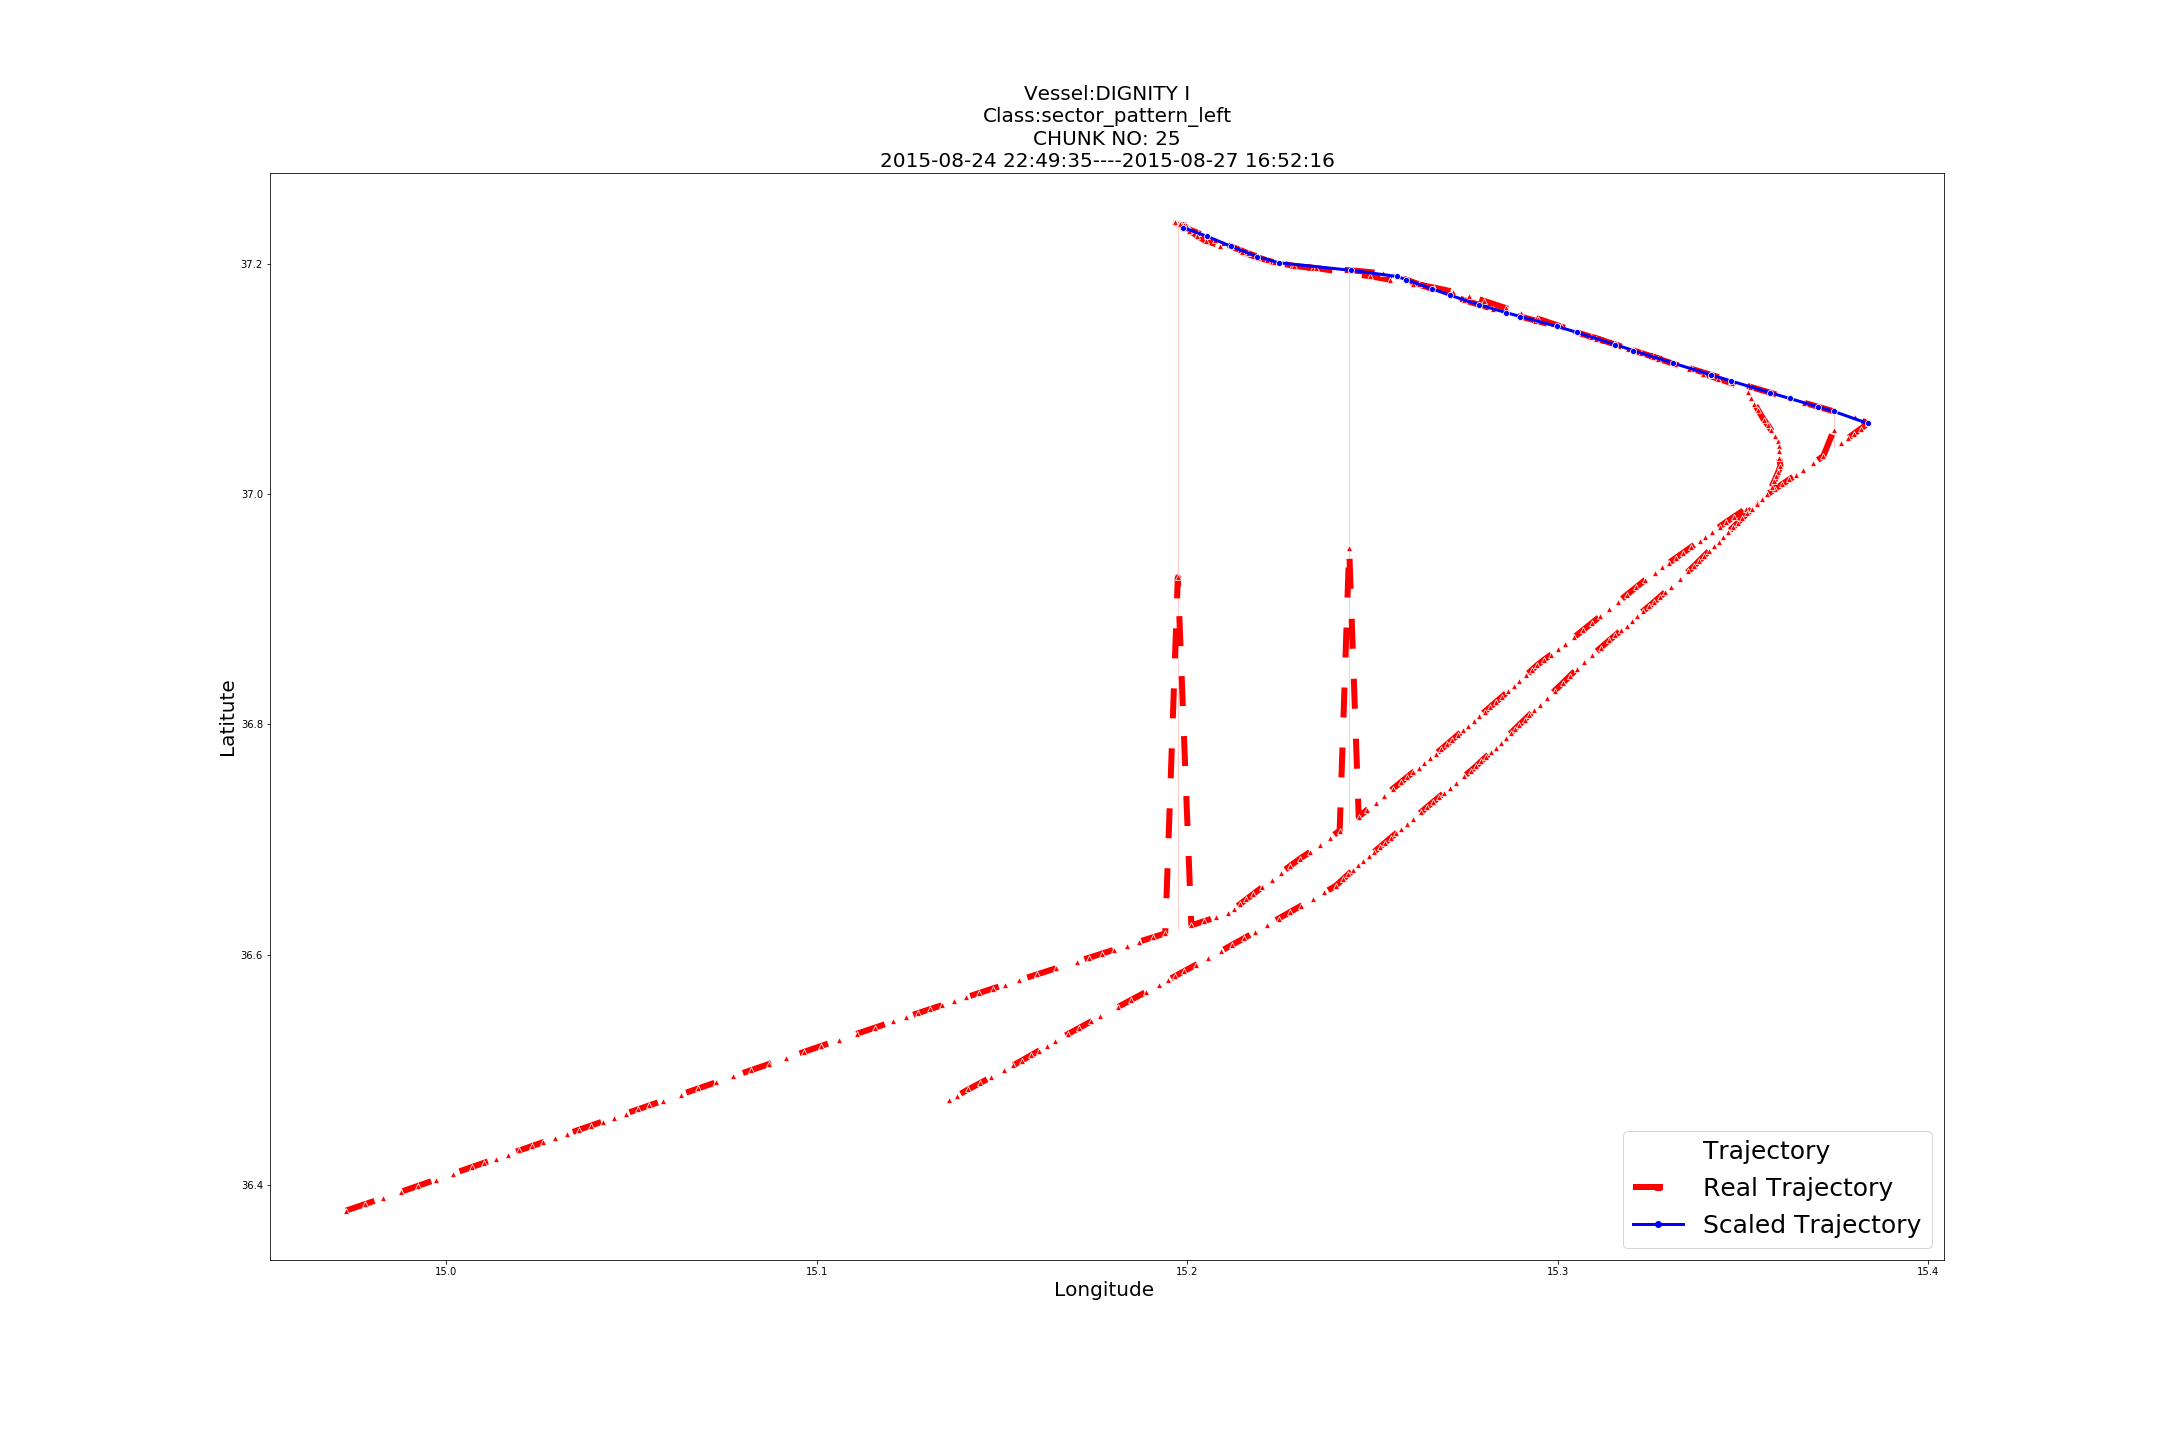 Vessel:DIGNITY I
Class:sector_pattern_left
CHUNK NO: 25
2015-08-24 22:49:35----2015-08-27 16:52:16
37.2
37.0
36.8
36.6
36.4
Latitute
15.0
15.1
15.2
15.3
15.4
Longitude
Trajectory
Real Trajectory
Scaled Trajectory